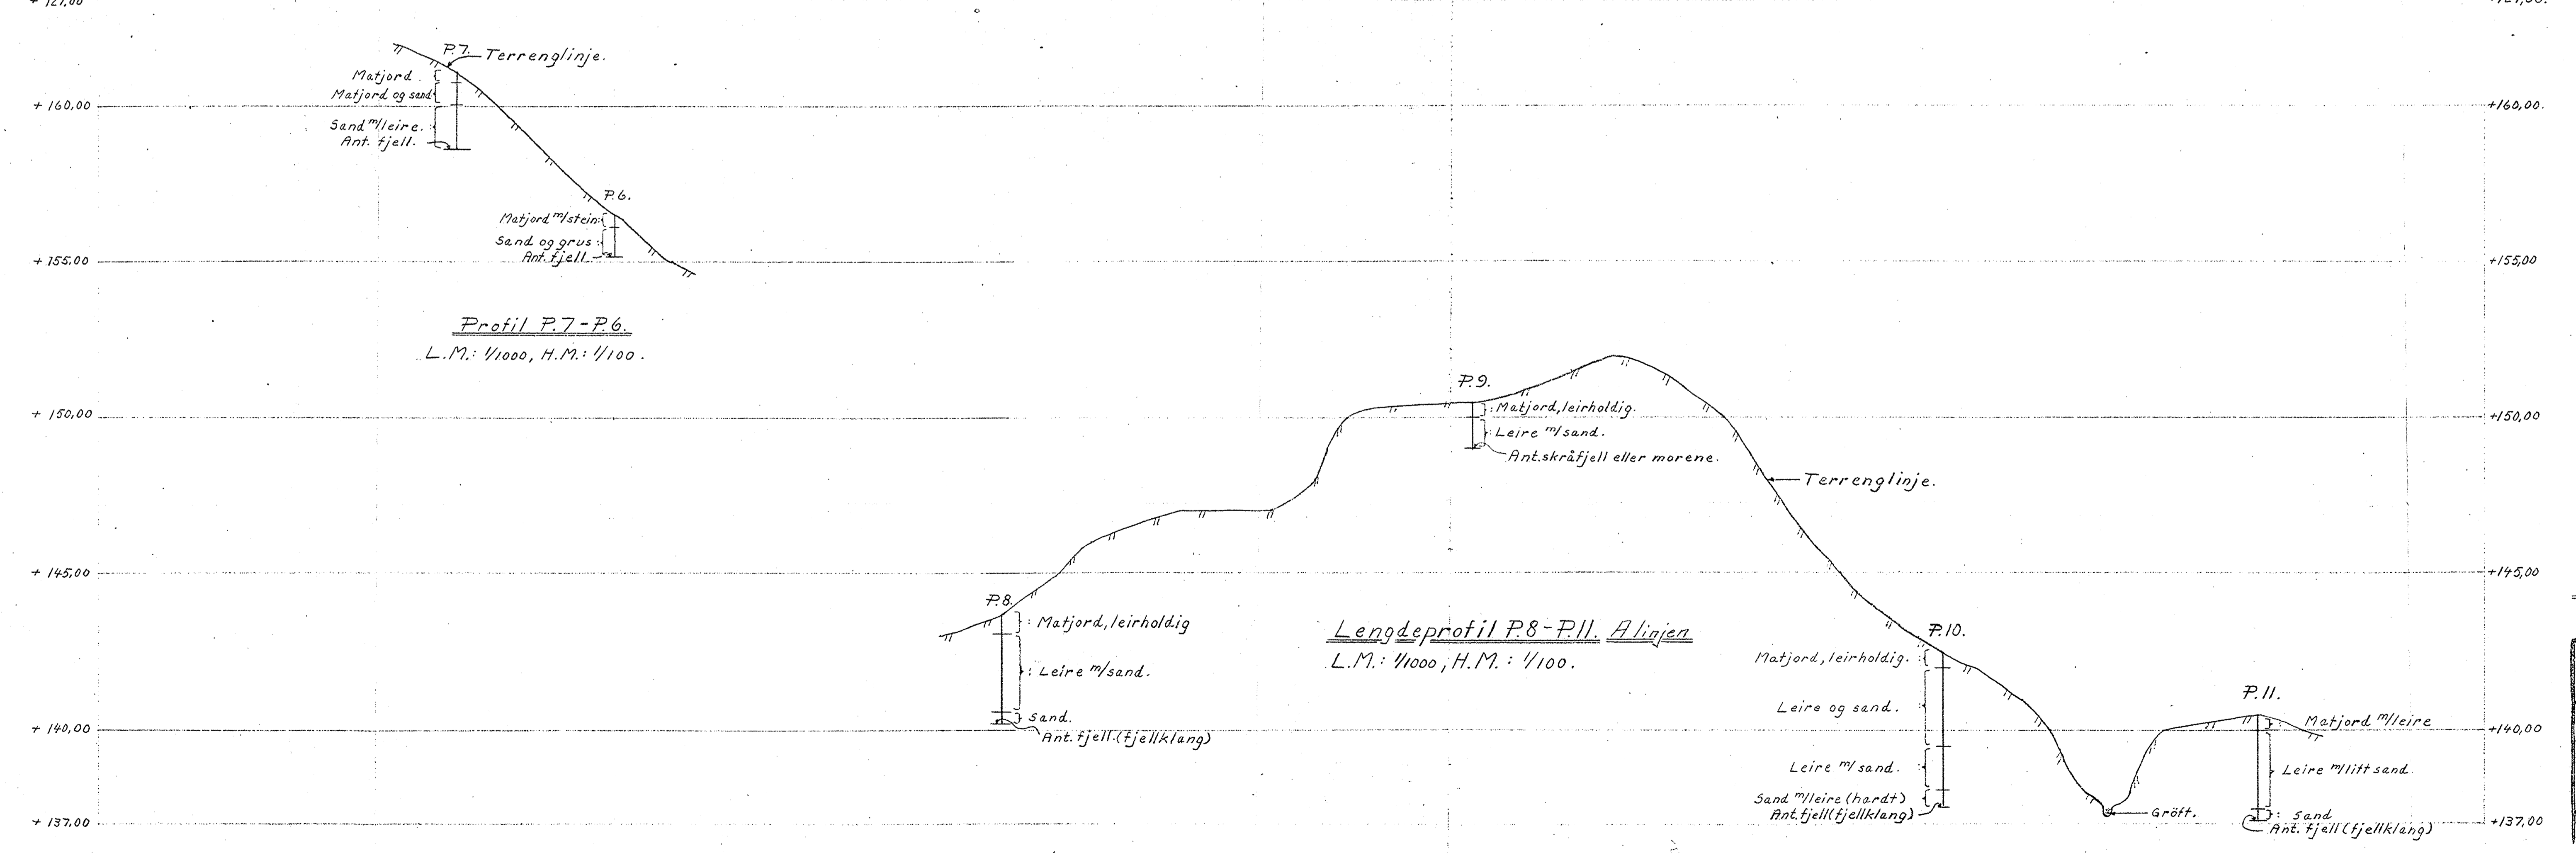 P.7. Terrenglinje.
Matjord
Matjord og sand
+ 160,00
+160,00.
Sand m/leire.
Ant. fjell.
P.6.
Matjord m/stein:
Sand og grus :
Ant. fjell
+ 155,00
+155,00
Profil P.7-P.6.
L.M.: 1/1000, H.M.: 1/100.
P.9.
: Matjord, leirholdig.
+ 150,00
+150,00
: Leire m/sand.
Ant. skråfjell eller morene.
Terrenglinje.
+ 145,00
+145,00
P.8.
: Matjord, leirholdig
Lengdeprofil P.8-P.11. A linjen
L.M.: 1/1000, H.M.: 1/100.
P.10.
Matjord, leirholdig. :
: Leire m/sand.
Leire og sand. :
P.11.
: Sand.
: Matjord m/leire
+ 140,00
+140,00
Ant. fjell.(fjellklang)
Leire m/sand. :
: Leire m/litt sand
Sand m/leire (hardt)
Ant. fjell(fjellklang)
Gröft.
: Sand
+ 137,00
+137,00
Ant. fjell (fjellklang)